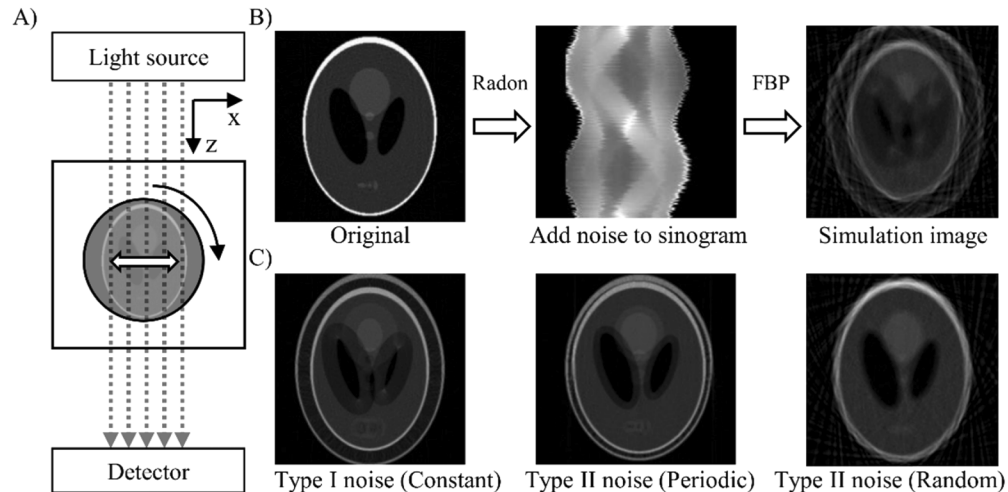 A)
Light source
x
z
Detector
B)
Radon
FBP
Original
Add noise to sinogram
Simulation image
C)
Type I noise (Constant)
Type II noise (Periodic)
Type II noise (Random)